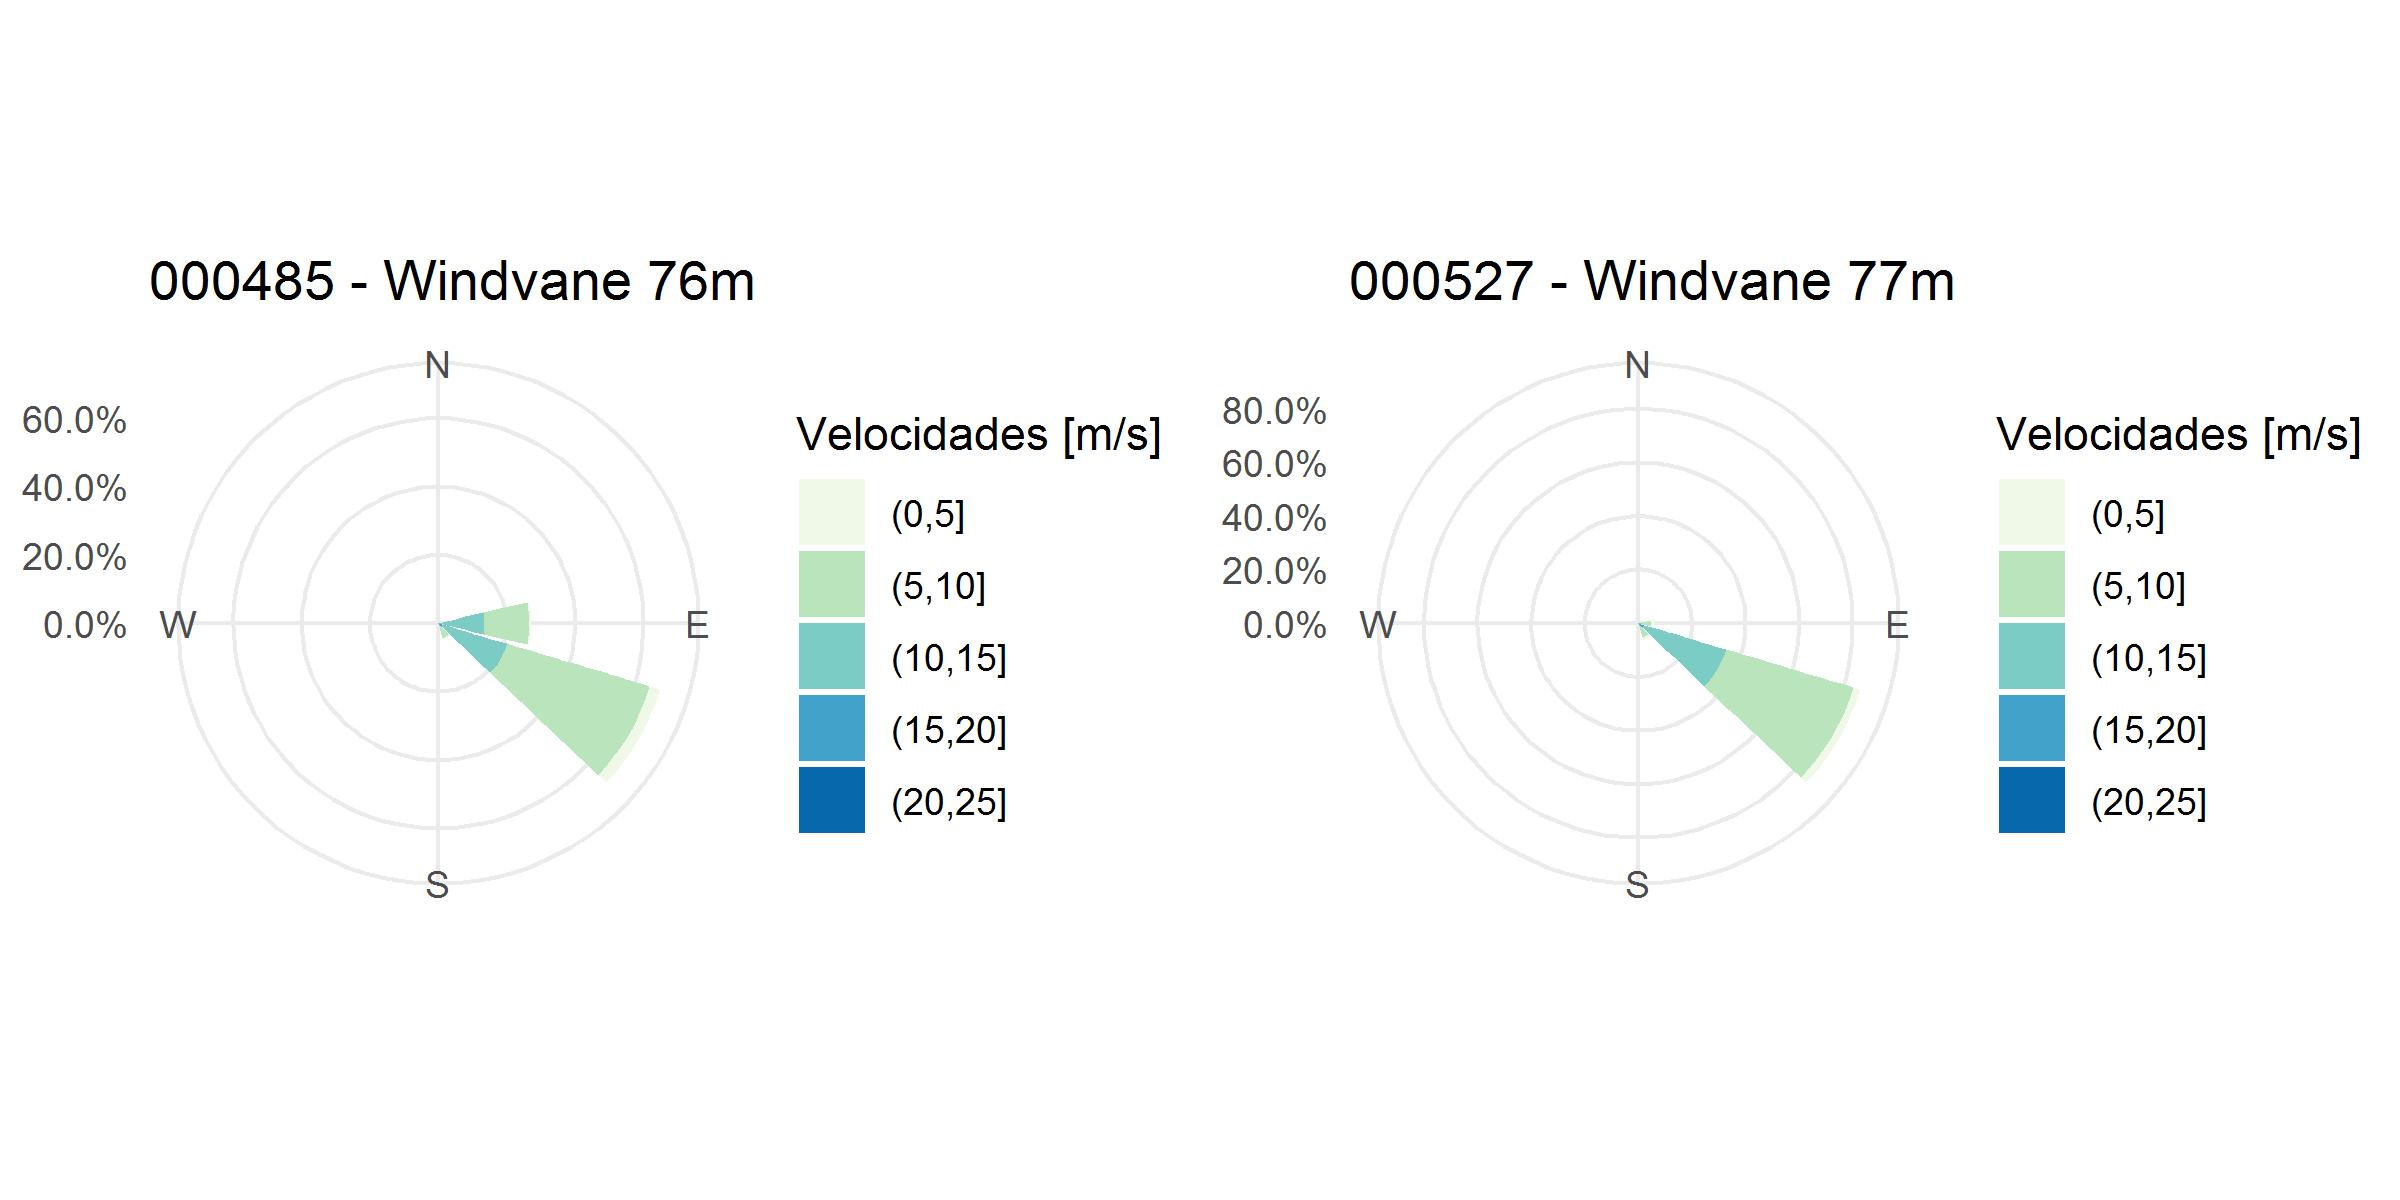 000485 - Windvane 76m
N
60.0%
40.0%
20.0%
0.0%
W
E
S
Velocidades [m/s]
(0,5]
(5,10]
(10,15]
(15,20]
(20,25]
000527 - Windvane 77m
N
80.0%
60.0%
40.0%
20.0%
0.0%
W
E
S
Velocidades [m/s]
(0,5]
(5,10]
(10,15]
(15,20]
(20,25]